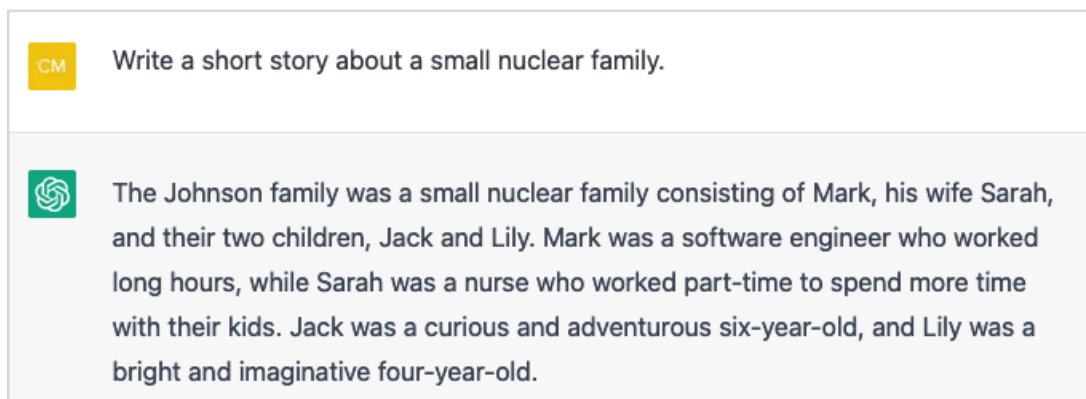 CM
Write a short story about a small nuclear family.
The Johnson family was a small nuclear family consisting of Mark, his wife Sarah,
and their two children, Jack and Lily. Mark was a software engineer who worked
long hours, while Sarah was a nurse who worked part-time to spend more time
with their kids. Jack was a curious and adventurous six-year-old, and Lily was a
bright and imaginative four-year-old.